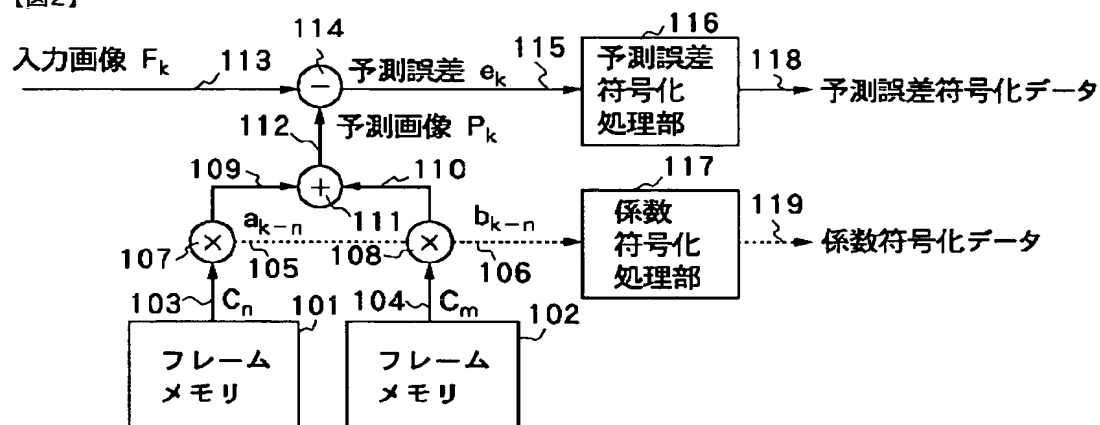 【図2】
入力画像 Fk
113
114
予測誤差 ek
115
116
予測誤差
符号化
処理部
118
予測誤差符号化データ
112
予測画像 Pk
109
110
+
111
−
107
×
ak−n
105
108
×
bk−n
106
117
係数
符号化
処理部
119
係数符号化データ
103
Cn
101
フレーム
メモリ
104
Cm
102
フレーム
メモリ